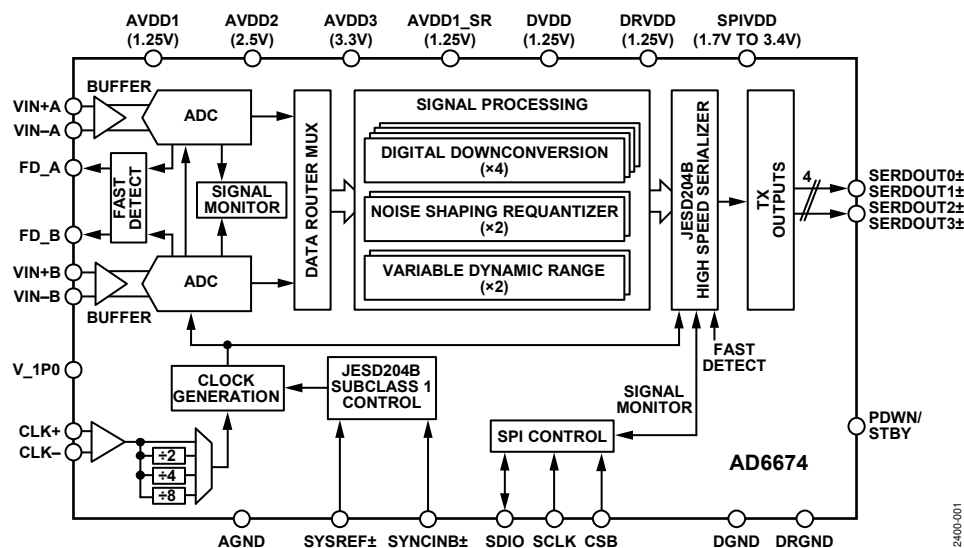 AVDD1
(1.25V)
AVDD2
(2.5V)
AVDD3
(3.3V)
AVDD1_SR
(1.25V)
DVDD
(1.25V)
DRVDD
(1.25V)
SPIVDD
(1.7V TO 3.4V)
BUFFER
VIN+A
VIN–A
ADC
FD_A
FAST
DETECT
SIGNAL
MONITOR
FD_B
VIN+B
VIN–B
ADC
BUFFER
DATA ROUTER MUX
SIGNAL PROCESSING
DIGITAL DOWNCONVERSION
(×4)
NOISE SHAPING REQUANTIZER
(×2)
VARIABLE DYNAMIC RANGE
(×2)
JESD204B
HIGH SPEED SERIALIZER
TX
OUTPUTS
4
SERDOUT0±
SERDOUT1±
SERDOUT2±
SERDOUT3±
FAST
DETECT
V_1P0
CLOCK
GENERATION
JESD204B
SUBCLASS 1
CONTROL
SIGNAL
MONITOR
CLK+
CLK–
÷2
÷4
÷8
SPI CONTROL
PDWN/
STBY
AD6674
AGND
SYSREF±
SYNCINB±
SDIO
SCLK
CSB
DGND
DRGND
2400-001